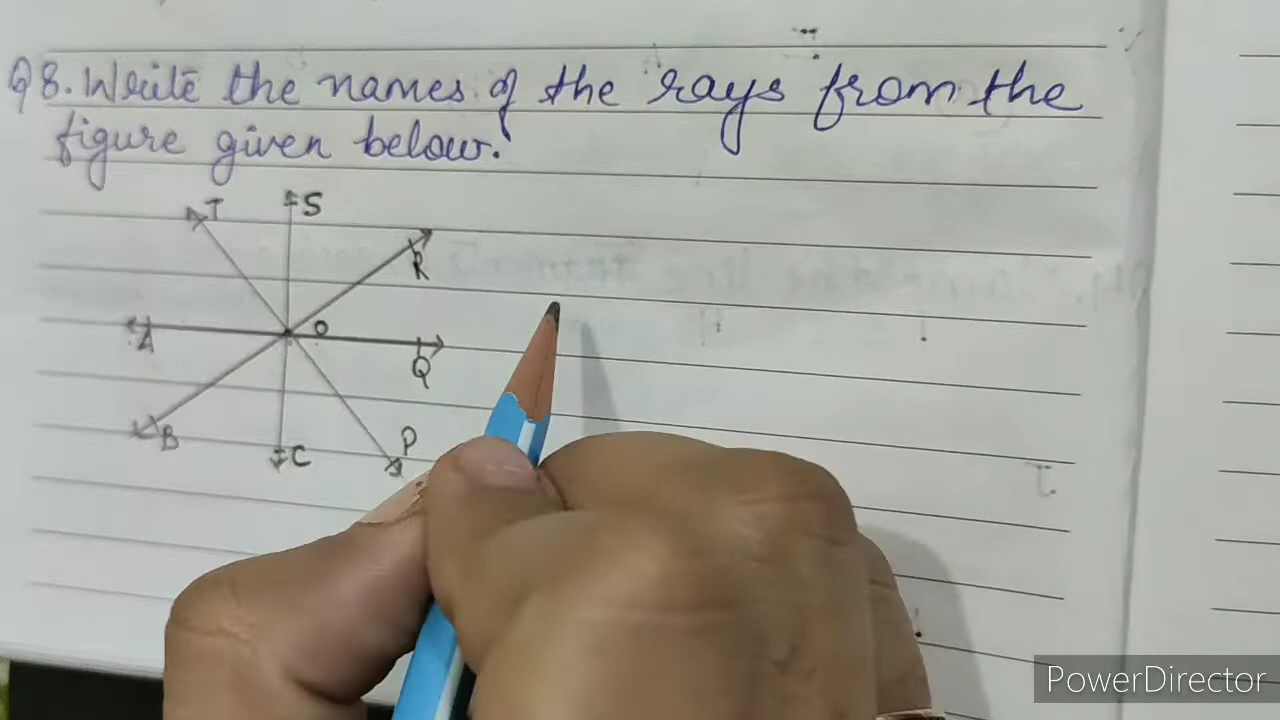 Q8. Write the names of the rays from the
figure given below.
T
S
R
A
O
Q
B
C
P
PowerDirector